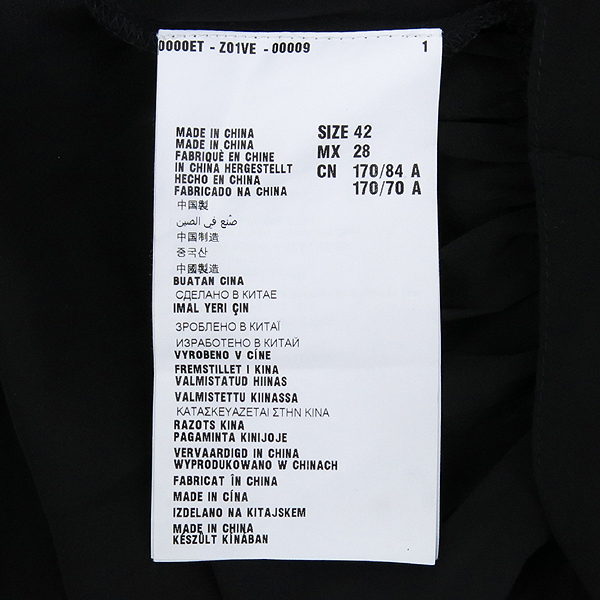 0000ET - Z01VE - 00009 1
MADE IN CHINA
MADE IN CHINA
FABRIQUÈ EN CHINE
IN CHINA HERGESTELLT
HECHO EN CHINA
FABRICADO NA CHINA
SIZE 42
MX 28
CN 170/84 A
170/70 A
中国製
صُنع في الصين
中国制造
중국산
中國製造
BUATAN CINA
СДЕЛАНО В КИТАЕ
IMAL YERI ÇIN
ЗРОБЛЕНО В КИТАЇ
ИЗРАБОТЕНО В КИТАЙ
VYROBENO V CÍNE
FREMSTILLET I KINA
VALMISTATUD HIINAS
VALMISTETTU KIINASSA
ΚΑΤΑΣΚΕΥΑΖΕΤΑΙ ΣΤΗΝ ΚΙΝΑ
RAZOTS KINA
PAGAMINTA KINIJOJE
VERVAARDIGD IN CHINA
WYPRODUKOWANO W CHINACH
FABRICAT ÎN CHINA
MADE IN CÍNA
IZDELANO NA KITAJSKEM
MADE IN CHINA
KÉSZÜLT KÍNÁBAN